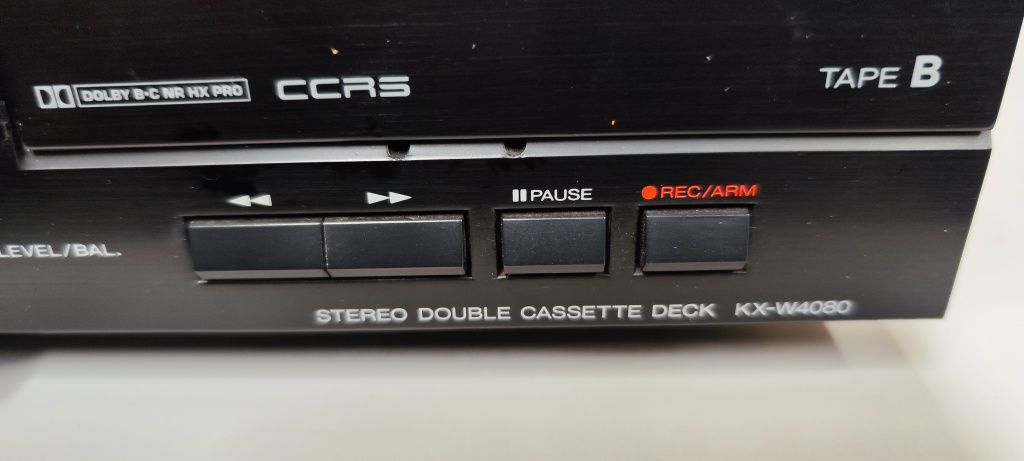 DOLBY B-C NR HX PRO CCRS
TAPE B
PAUSE REC/ARM
LEVEL/BAL.
STEREO DOUBLE CASSETTE DECK KX-W4080